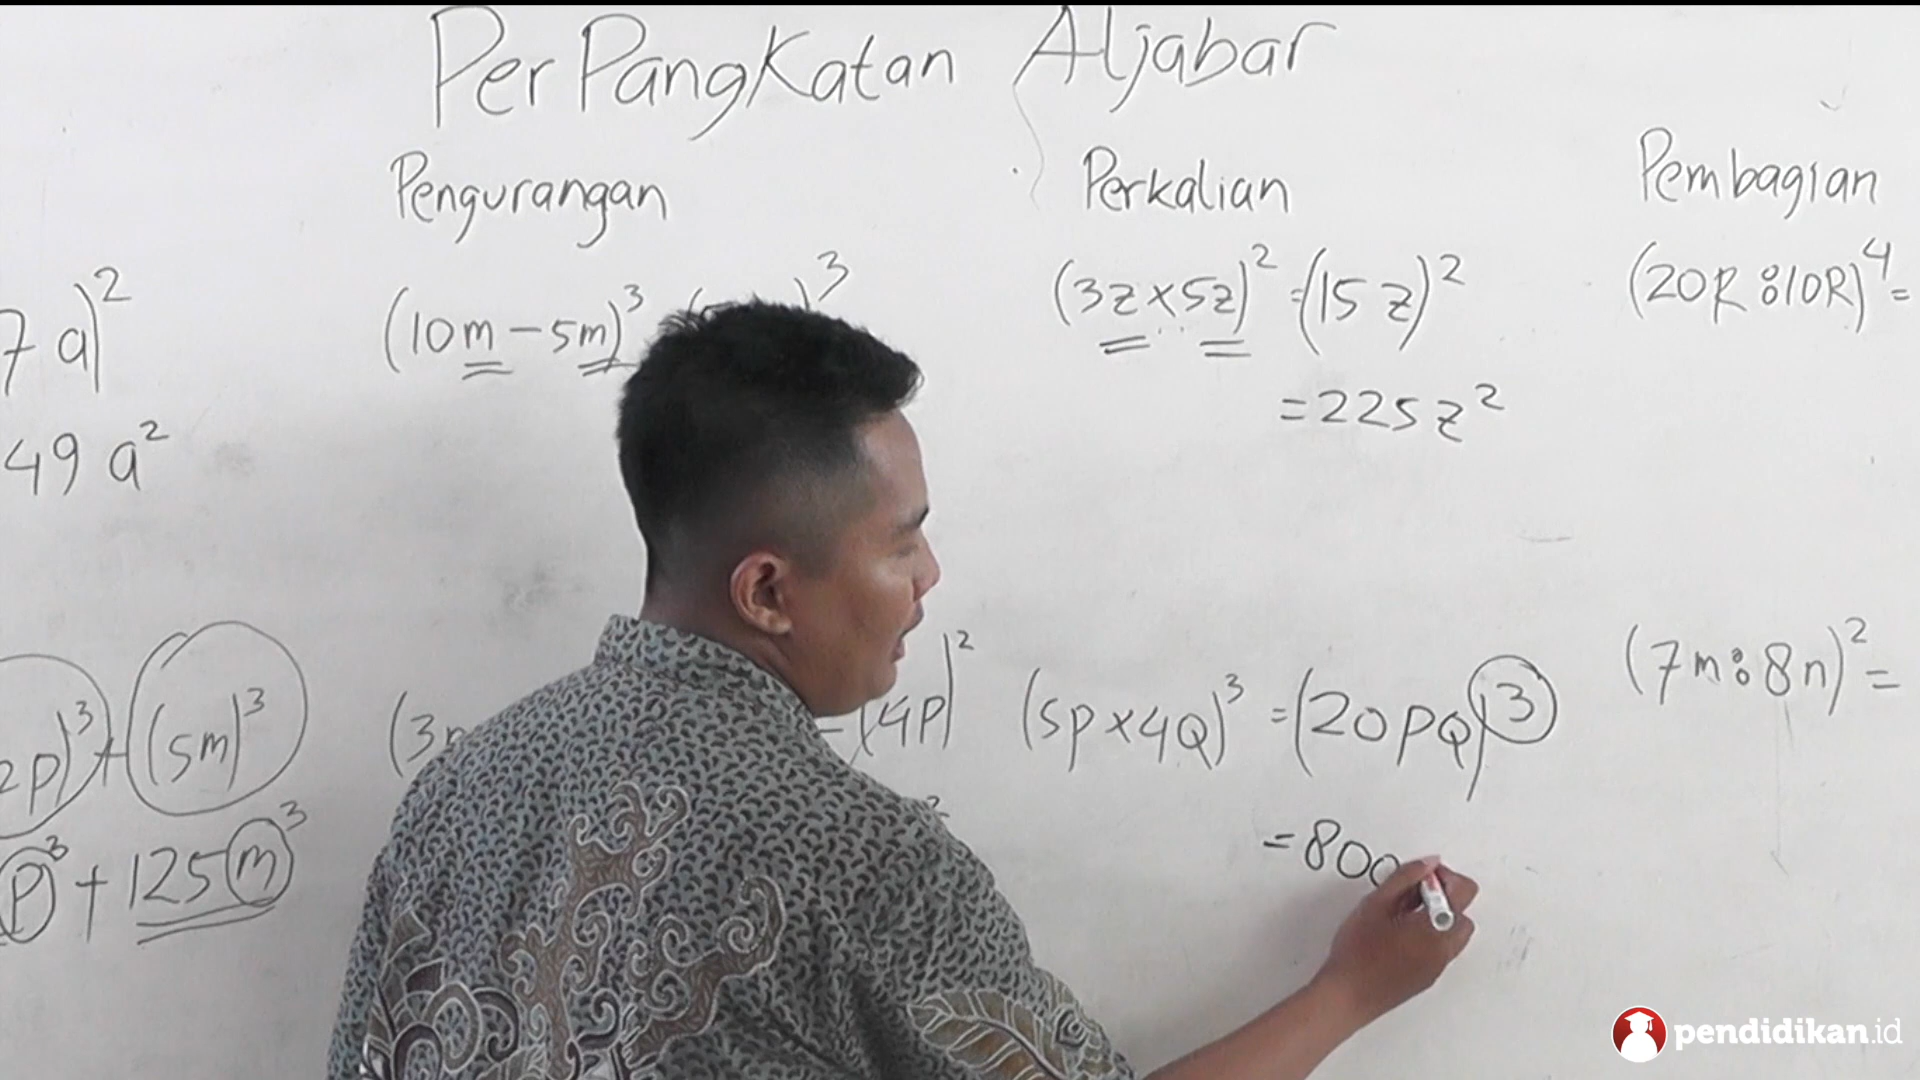 PerPangKatan Aljabar
Pengurangan
Perkalian
Pembagian
7a)²
(10m - 5m)³
)³
(3z × 5z)² = (15z)²
(20R : 10R)⁴ =
49a²
= 225z²
2p)³ + (5m)³
(3
- (4p)²
(5p × 4Q)³ = (20PQ)³
(7m : 8n)² =
p³ + 125m³
= 800
pendidikan.id